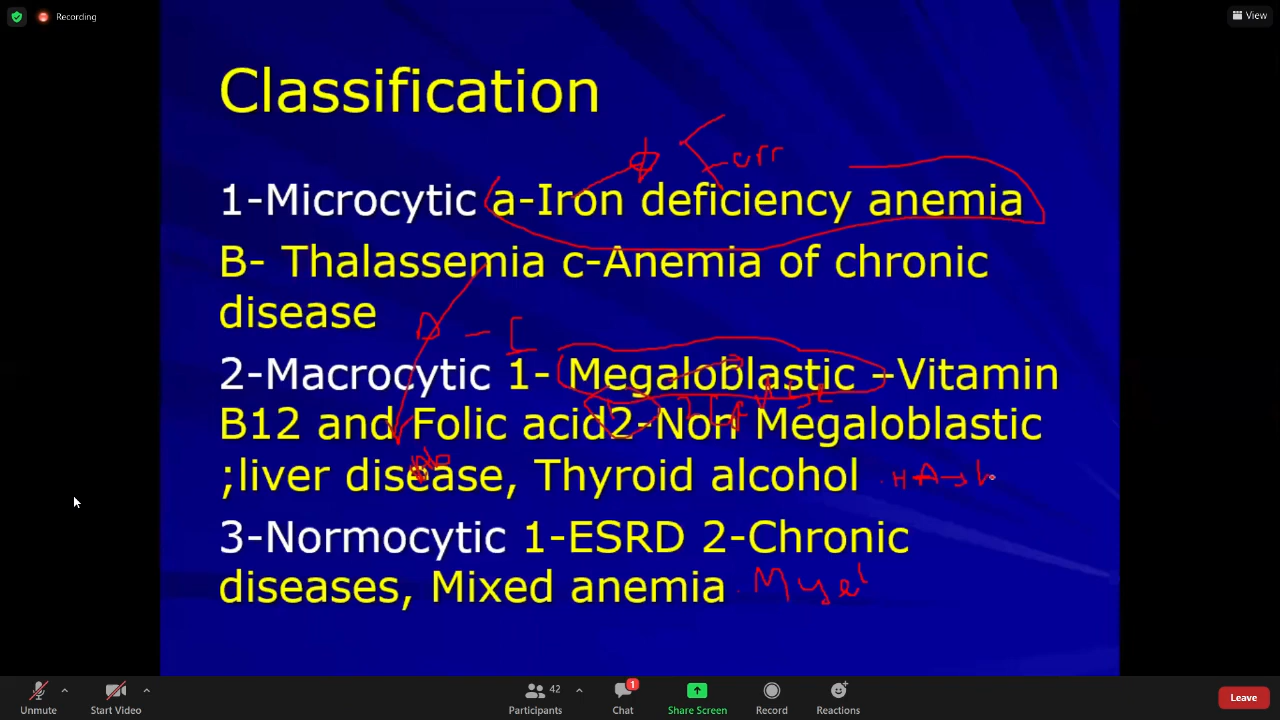 Recording
View
Classification
1-Microcytic a-Iron deficiency anemia
B- Thalassemia c-Anemia of chronic
disease
2-Macrocytic 1- Megaloblastic –Vitamin
B12 and Folic acid2-Non Megaloblastic
;liver disease, Thyroid alcohol
3-Normocytic 1-ESRD 2-Chronic
diseases, Mixed anemia
Unmute
Start Video
42
Participants
1
Chat
Share Screen
Record
Reactions
Leave